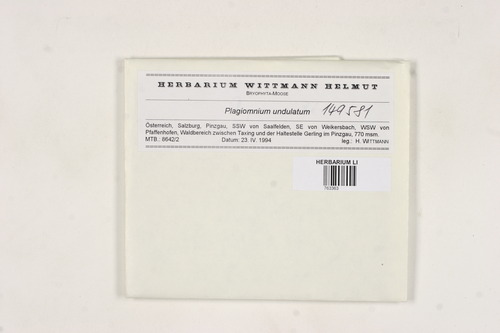 HERBARIUM WITTMANN HELMUT
BRYOPHYTA-MOOSE
Plagiomnium undulatum 149581
Österreich, Salzburg, Pinzgau, SSW von Saalfelden, SE von Weikersbach, WSW von
Pfaffenhofen, Waldbereich zwischen Taxing und der Haltestelle Gerling im Pinzgau, 770 msm.
MTB.: 8642/2 Datum: 23. IV. 1994 leg.: H. WITTMANN
HERBARIUM LI